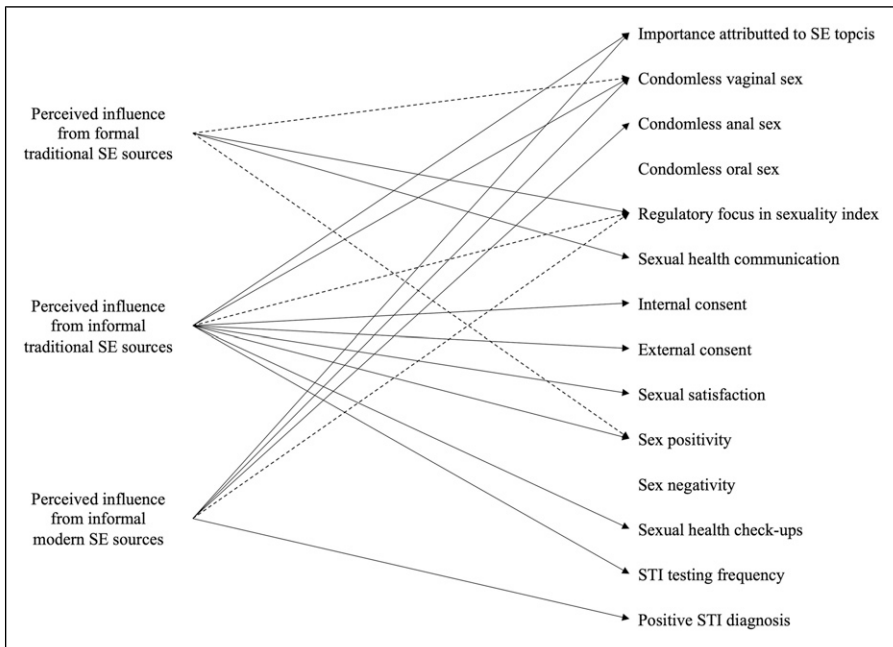 Perceived influence
from formal
traditional SE sources
Perceived influence
from informal
traditional SE sources
Perceived influence
from informal
modern SE sources
Importance attributted to SE topcis
Condomless vaginal sex
Condomless anal sex
Condomless oral sex
Regulatory focus in sexuality index
Sexual health communication
Internal consent
External consent
Sexual satisfaction
Sex positivity
Sex negativity
Sexual health check-ups
STI testing frequency
Positive STI diagnosis